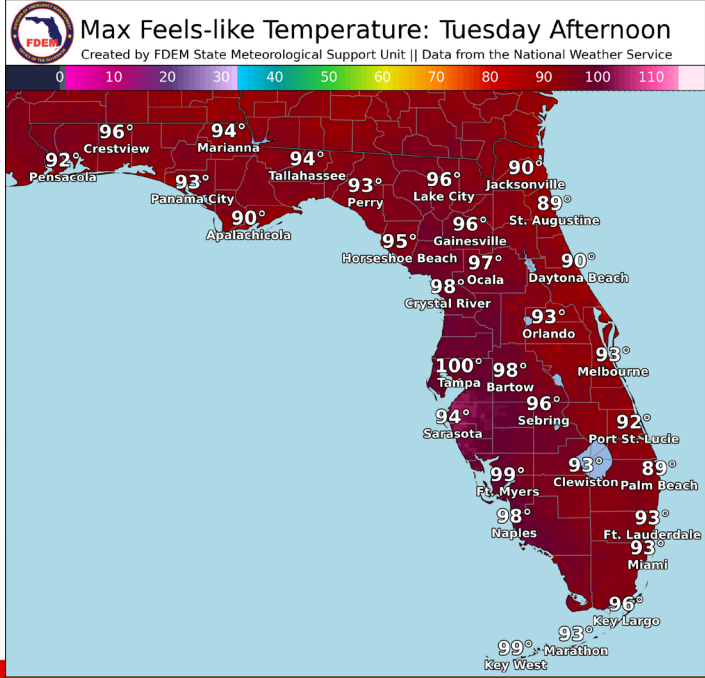 FDEM
Max Feels-like Temperature: Tuesday Afternoon
Created by FDEM State Meteorological Support Unit || Data from the National Weather Service
0 10 20 30 40 50 60 70 80 90 100 110
96°
Crestview
94°
Marianna
92°
Pensacola
94°
Tallahassee
93°
Panama City
93°
Perry
96°
Lake City
90°
Jacksonville
90°
Apalachicola
89°
St. Augustine
95°
Horseshoe Beach
96°
Gainesville
97°
Ocala
90°
Daytona Beach
98°
Crystal River
93°
Orlando
93°
Melbourne
100°
Tampa
98°
Bartow
94°
Sarasota
96°
Sebring
92°
Port St. Lucie
99°
Ft. Myers
93°
Clewiston
89°
Palm Beach
98°
Naples
93°
Ft. Lauderdale
93°
Miami
96°
Key Largo
93°
Marathon
99°
Key West